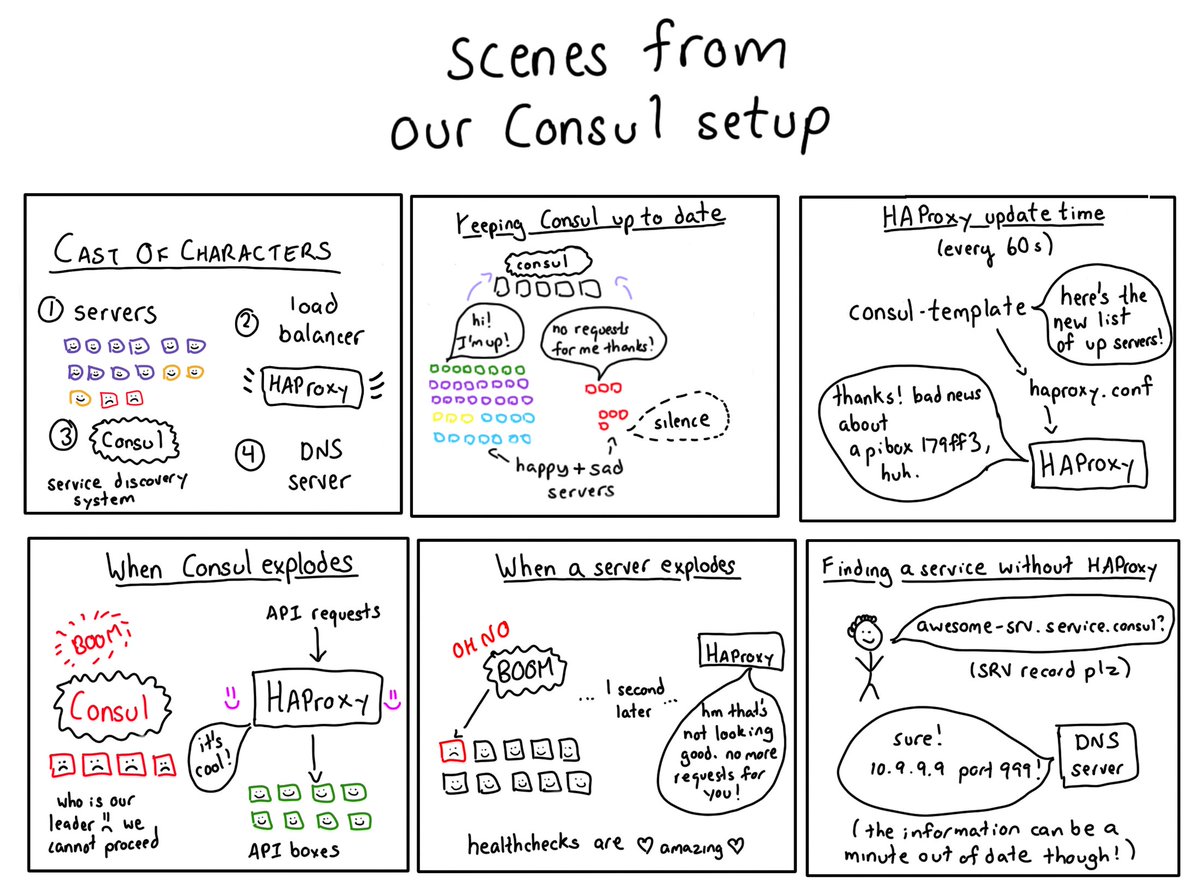 Scenes from
our Consul setup
CAST OF CHARACTERS
① servers
② load
balancer
HAProxy
③ Consul
service discovery
system
④ DNS
server
Keeping Consul up to date
consul
hi!
I'm up!
no requests
for me thanks!
silence
happy + sad
servers
HAProxy update time
(every 60s)
consul-template
here's the
new list
of up servers!
haproxy.conf
thanks! bad news
about
apibox 179ff3,
huh.
HAProxy
When Consul explodes
BOOM
Consul
who is our
leader we
cannot proceed
API requests
HAProxy
it's
cool!
API boxes
When a server explodes
OH NO
BOOM
... 1 second ...
later
HAProxy
hm that's
not looking
good. no more
requests for
you!
healthchecks are ♡ amazing ♡
Finding a service without HAProxy
awesome-srv.service.consul?
(SRV record plz)
sure!
10.9.9.9 port 999!
DNS
server
(the information can be a
minute out of date though!)